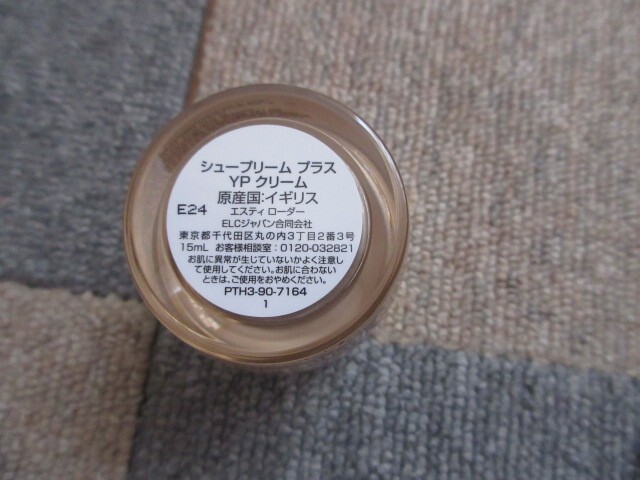 シュープリーム プラス
YP クリーム
原産国:イギリス
E24 エスティ ローダー
ELCジャパン合同会社
東京都千代田区丸の内3丁目2番3号
15mL お客様相談室:0120-032821
お肌に異常が生じていないかよく注意し
て使用してください。お肌に合わない
ときは、ご使用をおやめください。
PTH3-90-7164
1